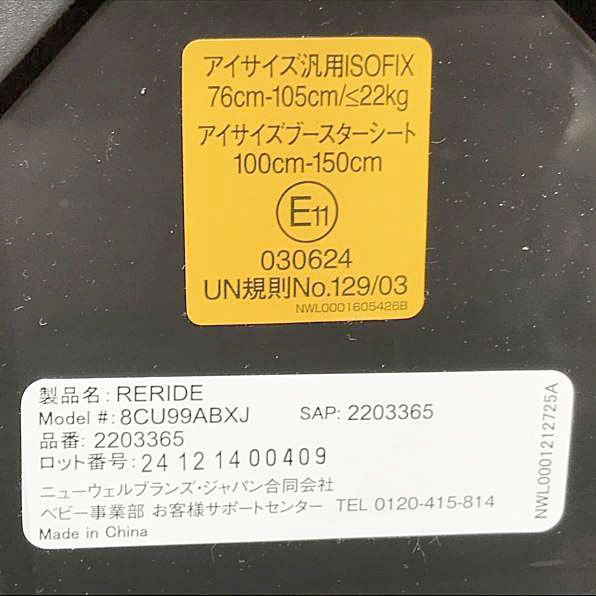 アイサイズ汎用ISOFIX
76cm-105cm/≤22kg
アイサイズブースターシート
100cm-150cm
E11
030624
UN規則No.129/03
NWL0001605426B
製品名: RERIDE
Model #: 8CU99ABXJ SAP: 2203365
品番: 2203365
ロット番号: 24 12 14 00409
ニューウェルブランズ・ジャパン合同会社
ベビー事業部 お客様サポートセンター TEL 0120-415-814
Made in China
NWL0001212725A